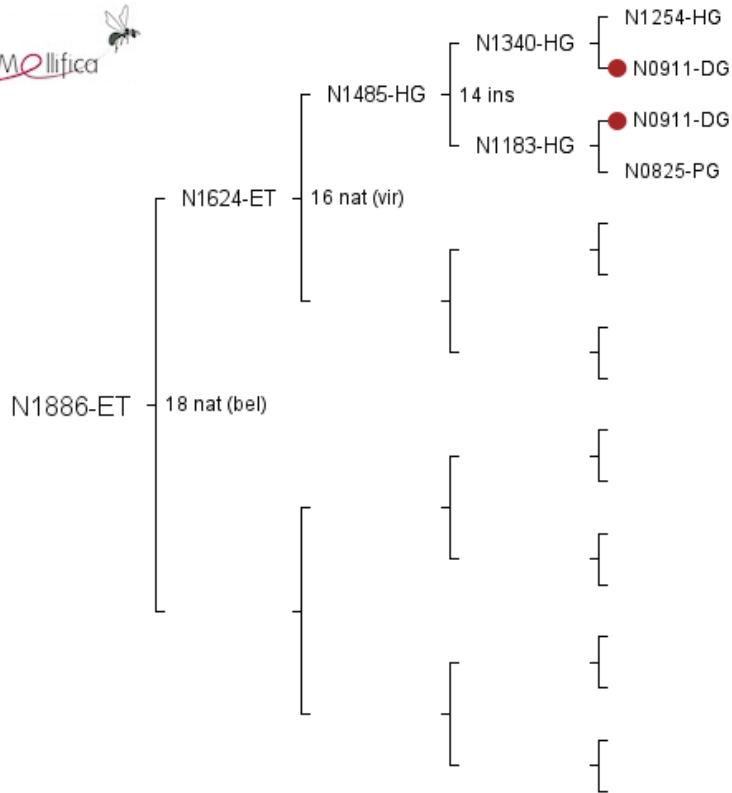 Mellifica
N1254-HG
N1340-HG
N0911-DG
N1485-HG
14 ins
N0911-DG
N1183-HG
N0825-PG
N1624-ET
16 nat (vir)
N1886-ET
18 nat (bel)